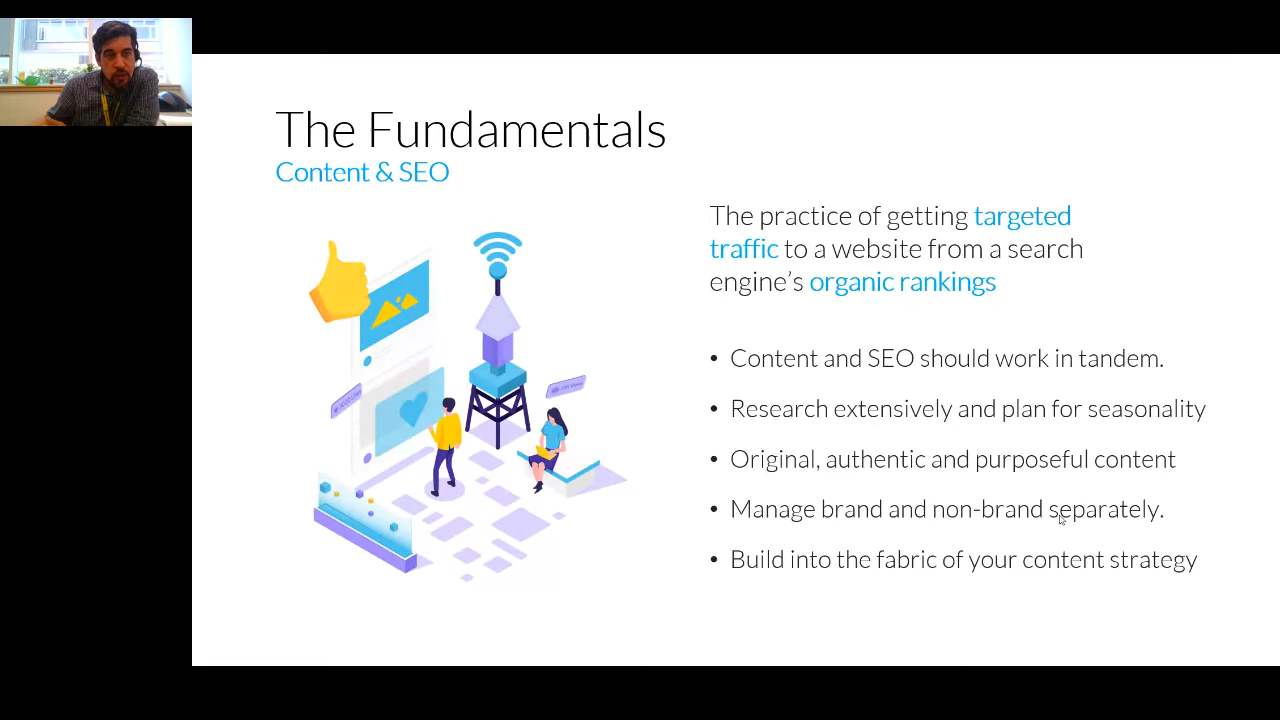 The Fundamentals
Content & SEO
The practice of getting targeted
traffic to a website from a search
engine's organic rankings
• Content and SEO should work in tandem.
• Research extensively and plan for seasonality
• Original, authentic and purposeful content
• Manage brand and non-brand separately.
• Build into the fabric of your content strategy